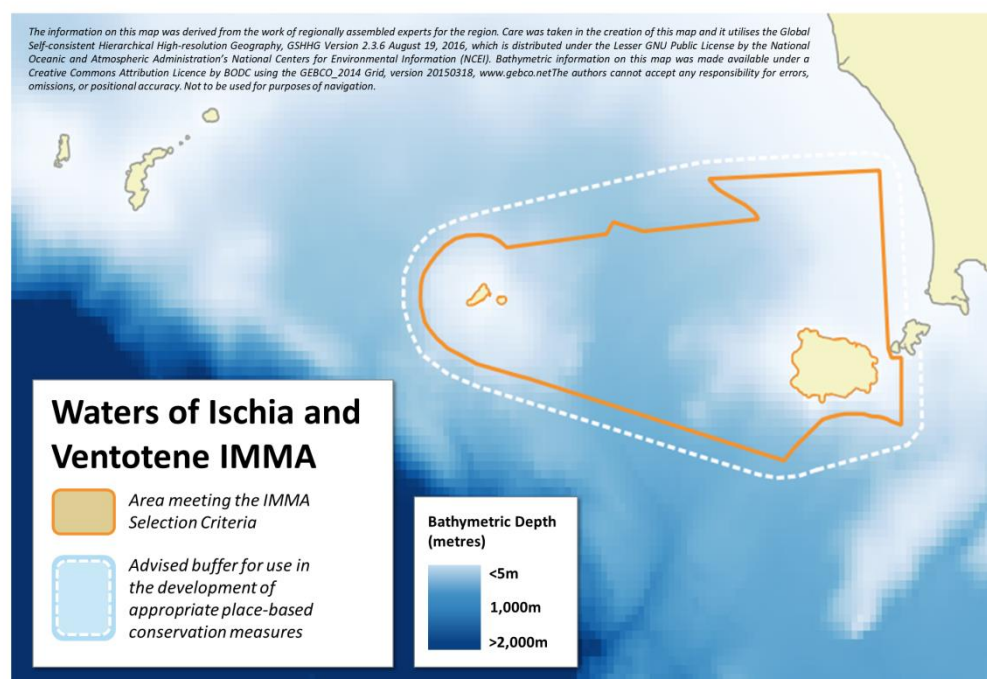 The information on this map was derived from the work of regionally assembled experts for the region. Care was taken in the creation of this map and it utilises the Global
Self-consistent Hierarchical High-resolution Geography, GSHHG Version 2.3.6 August 19, 2016, which is distributed under the Lesser GNU Public License by the National
Oceanic and Atmospheric Administration's National Centers for Environmental Information (NCEI). Bathymetric information on this map was made available under a
Creative Commons Attribution Licence by BODC using the GEBCO_2014 Grid, version 20150318, www.gebco.netThe authors cannot accept any responsibility for errors,
omissions, or positional accuracy. Not to be used for purposes of navigation.
Waters of Ischia and
Ventotene IMMA
Area meeting the IMMA
Selection Criteria
Advised buffer for use in
the development of
appropriate place-based
conservation measures
Bathymetric Depth
(metres)
<5m
1,000m
>2,000m